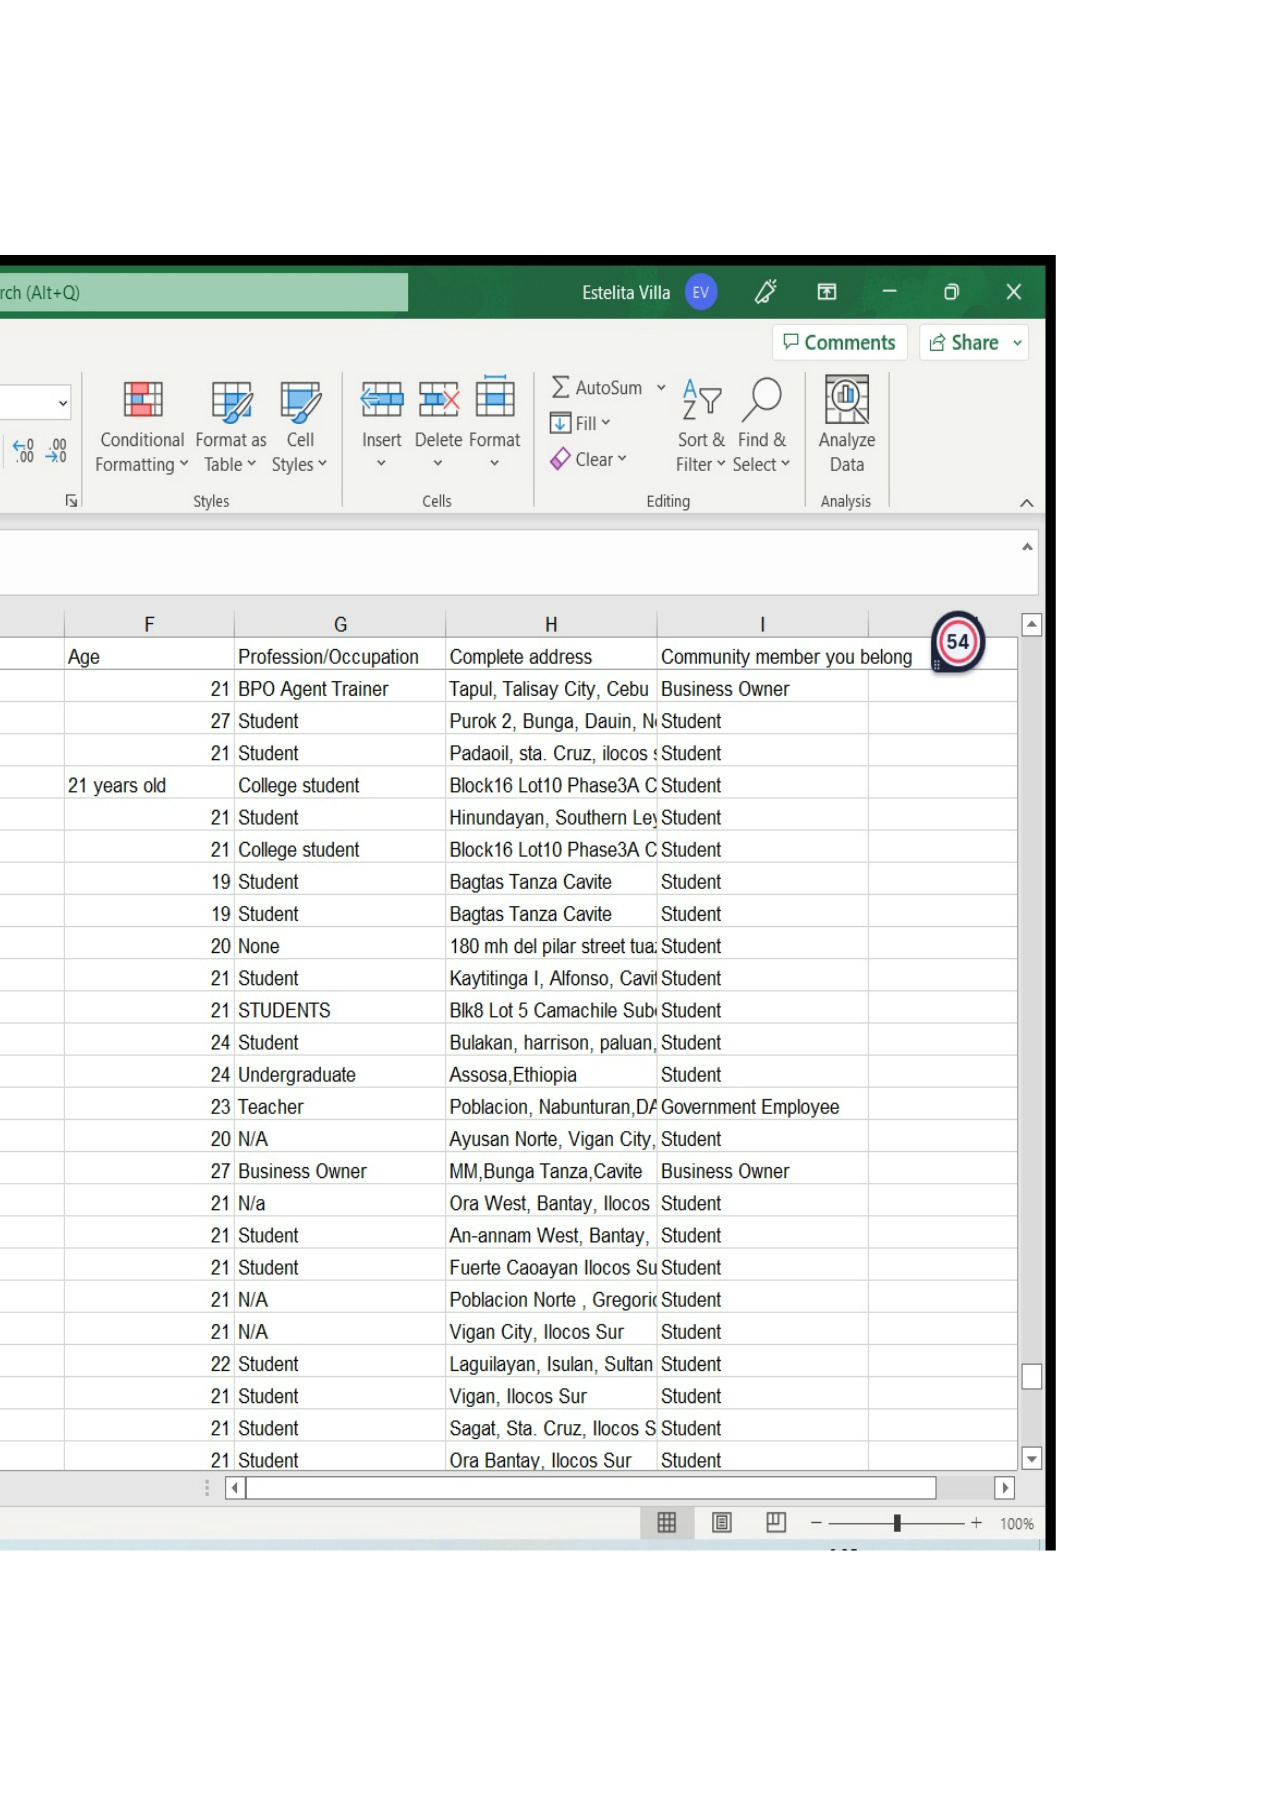 rch (Alt+Q) Estelita Villa EV
Comments Share
Conditional Formatting Format as Table Cell Styles Insert Delete Format AutoSum Fill Clear Sort & Filter Find & Select Analyze Data
←0 .00 .00 →0
Styles Cells Editing Analysis
F G H I
Age Profession/Occupation Complete address Community member you belong 54
21 BPO Agent Trainer Tapul, Talisay City, Cebu Business Owner
27 Student Purok 2, Bunga, Dauin, Student
21 Student Padaoil, sta. Cruz, ilocos Student
21 years old College student Block16 Lot10 Phase3A C Student
21 Student Hinundayan, Southern Ley Student
21 College student Block16 Lot10 Phase3A C Student
19 Student Bagtas Tanza Cavite Student
19 Student Bagtas Tanza Cavite Student
20 None 180 mh del pilar street tua Student
21 Student Kaytitinga I, Alfonso, Cavi Student
21 STUDENTS Blk8 Lot 5 Camachile Sub Student
24 Student Bulakan, harrison, paluan, Student
24 Undergraduate Assosa,Ethiopia Student
23 Teacher Poblacion, Nabunturan,DA Government Employee
20 N/A Ayusan Norte, Vigan City, Student
27 Business Owner MM,Bunga Tanza,Cavite Business Owner
21 N/a Ora West, Bantay, Ilocos Student
21 Student An-annam West, Bantay, Student
21 Student Fuerte Caoayan Ilocos Su Student
21 N/A Poblacion Norte , Gregori Student
21 N/A Vigan City, Ilocos Sur Student
22 Student Laguilayan, Isulan, Sultan Student
21 Student Vigan, Ilocos Sur Student
21 Student Sagat, Sta. Cruz, Ilocos S Student
21 Student Ora Bantay, Ilocos Sur Student
100%